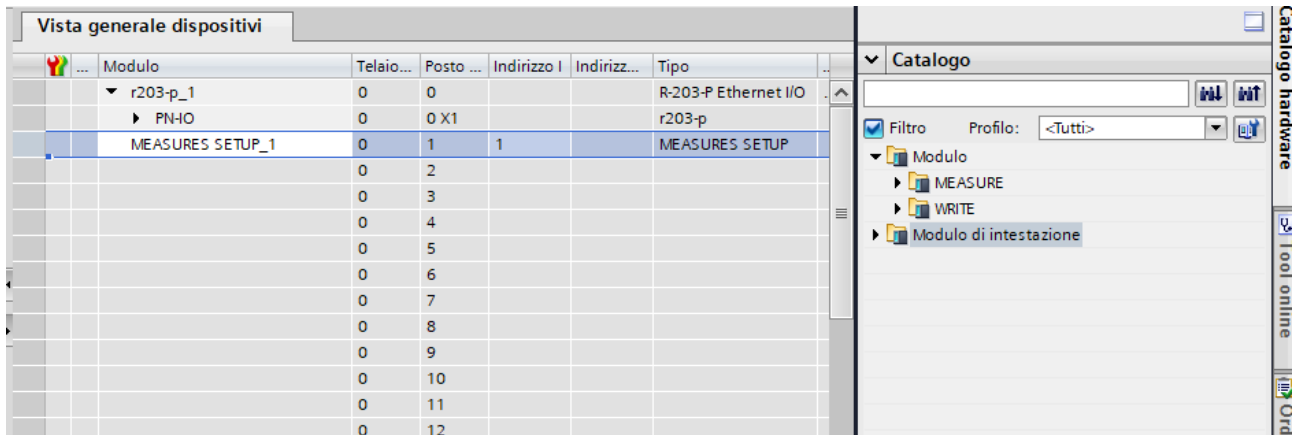 Vista generale dispositivi
... Modulo Telaio... Posto ... Indirizzo I Indirizz... Tipo ..
r203-p_1 0 0 R-203-P Ethernet I/O .
PN-IO 0 0 X1 r203-p
MEASURES SETUP_1 0 1 1 MEASURES SETUP
0 2
0 3
0 4
0 5
0 6
0 7
0 8
0 9
0 10
0 11
0 12
Catalogo
Filtro Profilo: <Tutti>
Modulo
MEASURE
WRITE
Modulo di intestazione
Catalogo hardware
Tool online
Ord